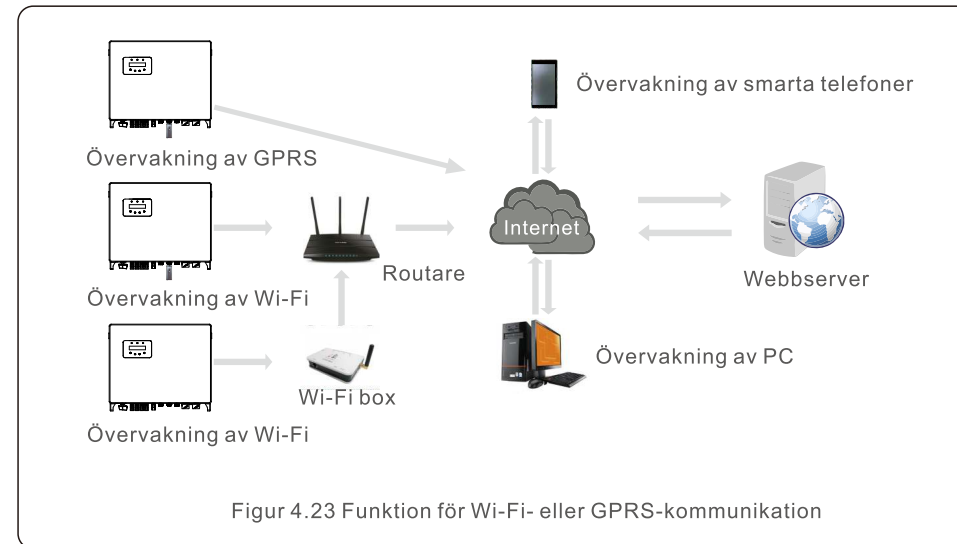 Övervakning av smarta telefoner
Övervakning av GPRS
Internet
Routare
Webbserver
Övervakning av Wi-Fi
Övervakning av PC
Wi-Fi box
Övervakning av Wi-Fi
Figur 4.23 Funktion för Wi-Fi- eller GPRS-kommunikation